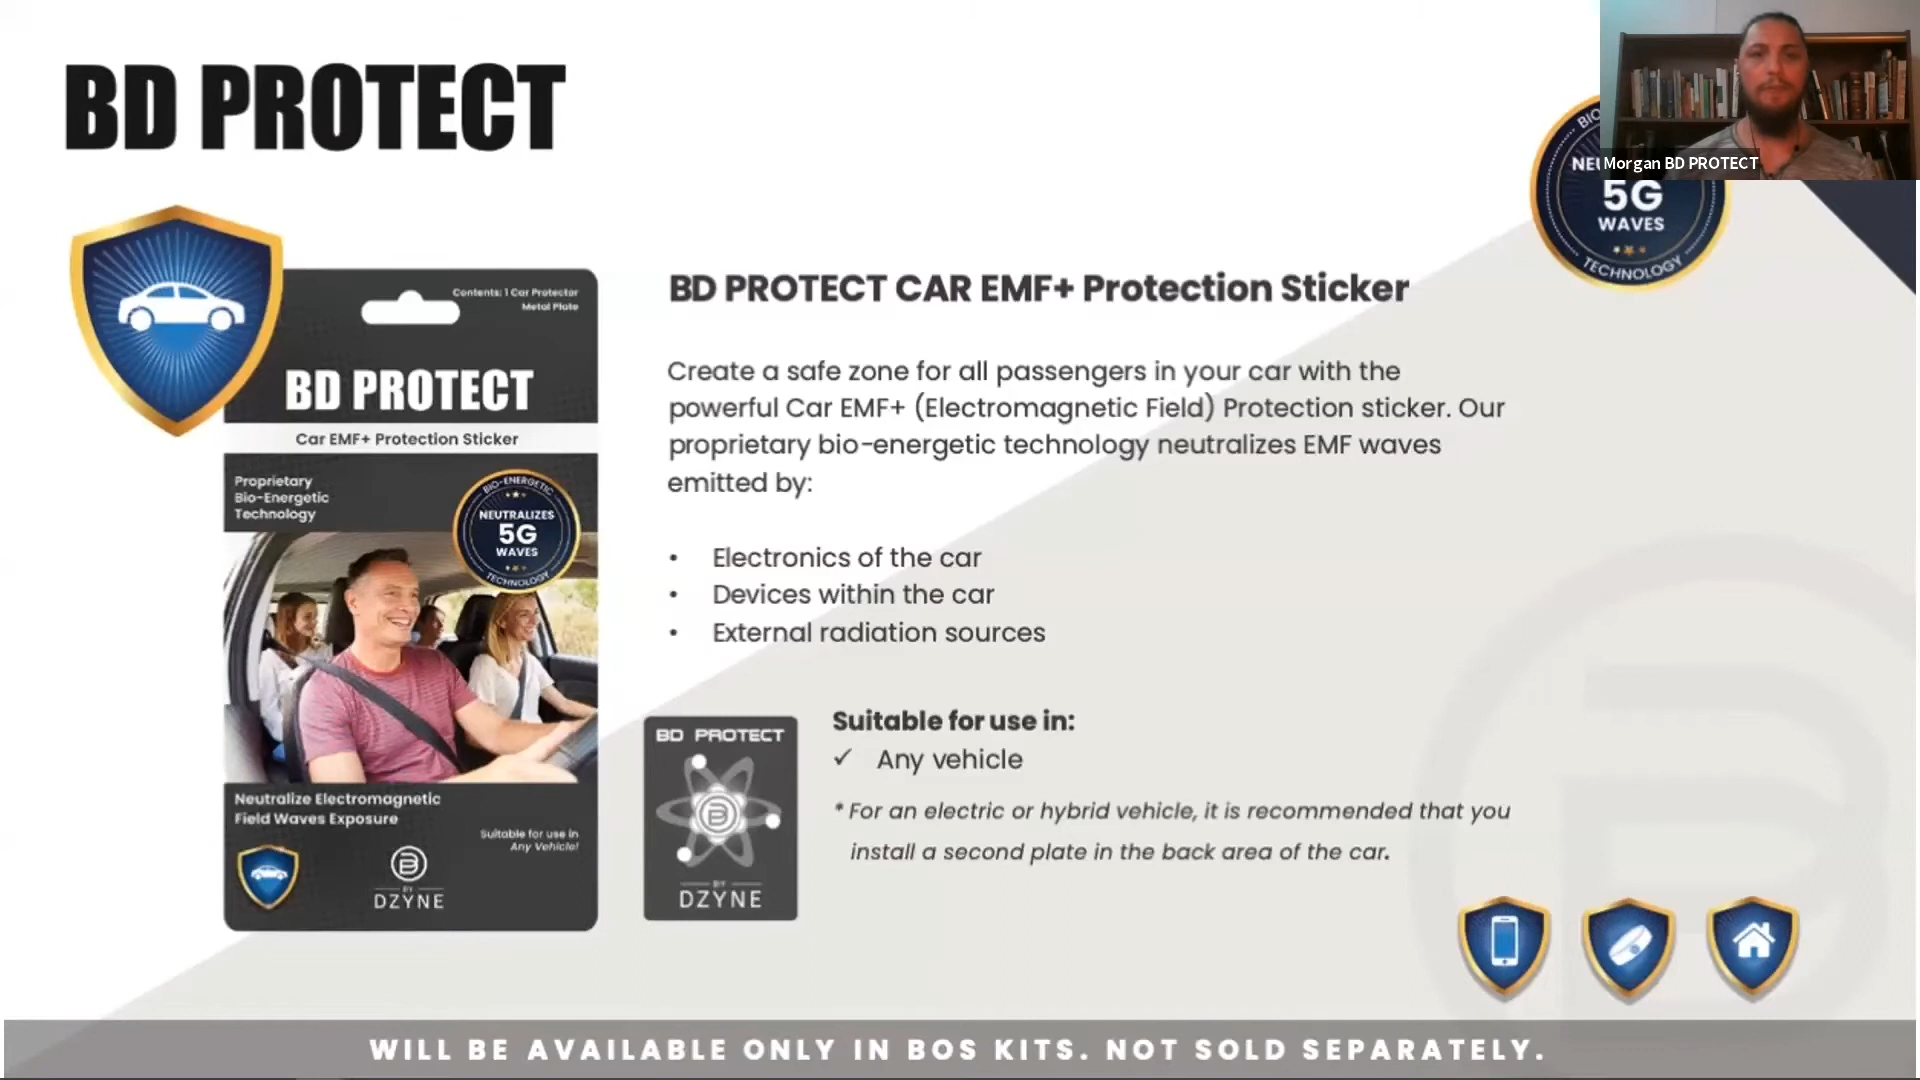 BD PROTECT
Morgan BD PROTECT
5G
WAVES
TECHNOLOGY
Contents: 1 Car Protector
Metal Plate
BD PROTECT
Car EMF+ Protection Sticker
Proprietary
Bio-Energetic
Technology
BIO-ENERGETIC
NEUTRALIZES
5G
WAVES
TECHNOLOGY
Neutralize Electromagnetic
Field Waves Exposure
Suitable for use in
Any Vehicle!
B
BY
DZYNE
BD PROTECT CAR EMF+ Protection Sticker
Create a safe zone for all passengers in your car with the
powerful Car EMF+ (Electromagnetic Field) Protection sticker. Our
proprietary bio-energetic technology neutralizes EMF waves
emitted by:
• Electronics of the car
• Devices within the car
• External radiation sources
BD PROTECT
B
BY
DZYNE
Suitable for use in:
✓ Any vehicle
* For an electric or hybrid vehicle, it is recommended that you
install a second plate in the back area of the car.
WILL BE AVAILABLE ONLY IN BOS KITS. NOT SOLD SEPARATELY.